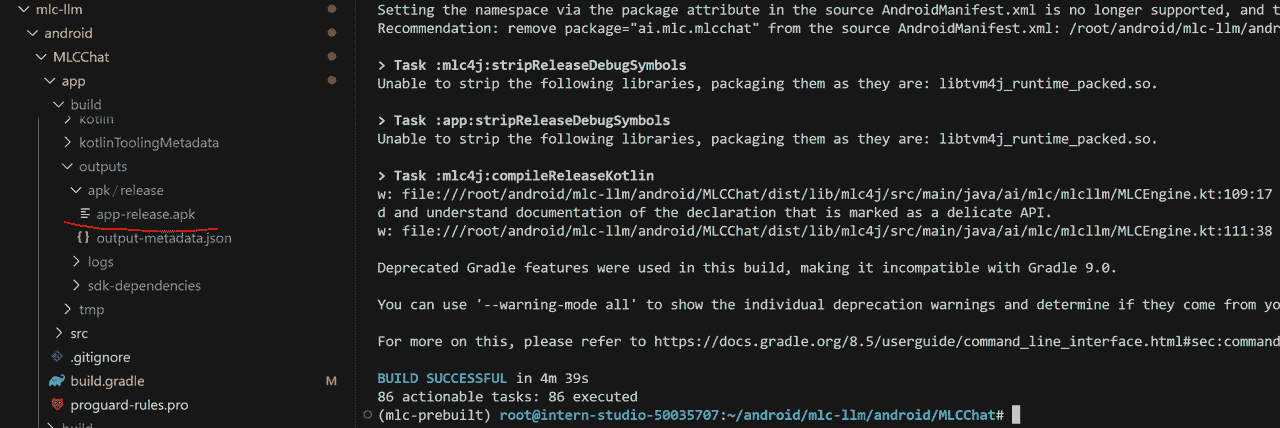 mlc-llm
android
MLCChat
app
build
kotlin
kotlinToolingMetadata
outputs
apk / release
app-release.apk
output-metadata.json
logs
sdk-dependencies
tmp
src
.gitignore
build.gradle M
proguard-rules.pro
build
Setting the namespace via the package attribute in the source AndroidManifest.xml is no longer supported, and t
Recommendation: remove package="ai.mlc.mlcchat" from the source AndroidManifest.xml: /root/android/mlc-llm/andr
> Task :mlc4j:stripReleaseDebugSymbols
Unable to strip the following libraries, packaging them as they are: libtvm4j_runtime_packed.so.
> Task :app:stripReleaseDebugSymbols
Unable to strip the following libraries, packaging them as they are: libtvm4j_runtime_packed.so.
> Task :mlc4j:compileReleaseKotlin
w: file:///root/android/mlc-llm/android/MLCChat/dist/lib/mlc4j/src/main/java/ai/mlc/mlcllm/MLCEngine.kt:109:17
d and understand documentation of the declaration that is marked as a delicate API.
w: file:///root/android/mlc-llm/android/MLCChat/dist/lib/mlc4j/src/main/java/ai/mlc/mlcllm/MLCEngine.kt:111:38
Deprecated Gradle features were used in this build, making it incompatible with Gradle 9.0.
You can use '--warning-mode all' to show the individual deprecation warnings and determine if they come from yo
For more on this, please refer to https://docs.gradle.org/8.5/userguide/command_line_interface.html#sec:command
BUILD SUCCESSFUL in 4m 39s
86 actionable tasks: 86 executed
(mlc-prebuilt) root@intern-studio-50035707:~/android/mlc-llm/android/MLCChat#